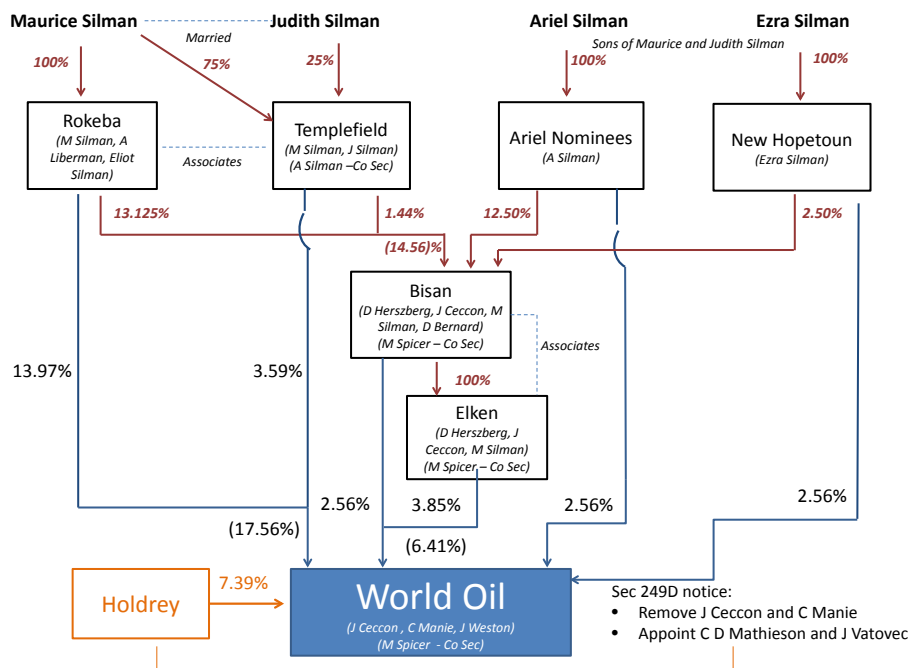 Maurice Silman
Judith Silman
Ariel Silman
Ezra Silman
Married
Sons of Maurice and Judith Silman
100%
75%
25%
100%
100%
Rokeba
(M Silman, A
Liberman, Eliot
Silman)
Associates
Templefield
(M Silman, J Silman)
(A Silman –Co Sec)
Ariel Nominees
(A Silman)
New Hopetoun
(Ezra Silman)
13.125%
1.44%
12.50%
2.50%
(14.56)%
Bisan
(D Herszberg, J Ceccon, M
Silman, D Bernard)
(M Spicer – Co Sec)
Associates
13.97%
3.59%
100%
Elken
(D Herszberg, J
Ceccon, M Silman)
(M Spicer – Co Sec)
2.56%
3.85%
2.56%
2.56%
(17.56%)
(6.41%)
Holdrey
7.39%
World Oil
(J Ceccon , C Manie, J Weston)
(M Spicer - Co Sec)
Sec 249D notice:
• Remove J Ceccon and C Manie
• Appoint C D Mathieson and J Vatovec